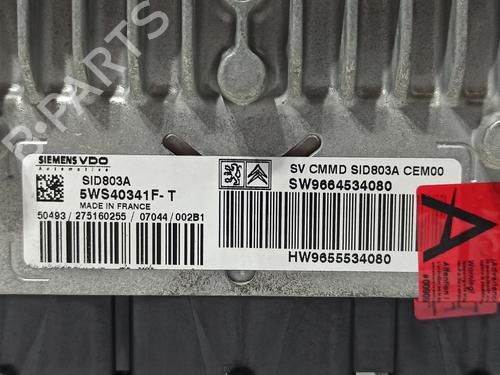 B-PARTS
SIEMENS VDO
Automotive
SID803A
5WS40341F-T
MADE IN FRANCE
50493 / 275160255 / 07044 / 002B1
SV CMMD SID803A CEM00
SW9664534080
HW9655534080
A
Warning!